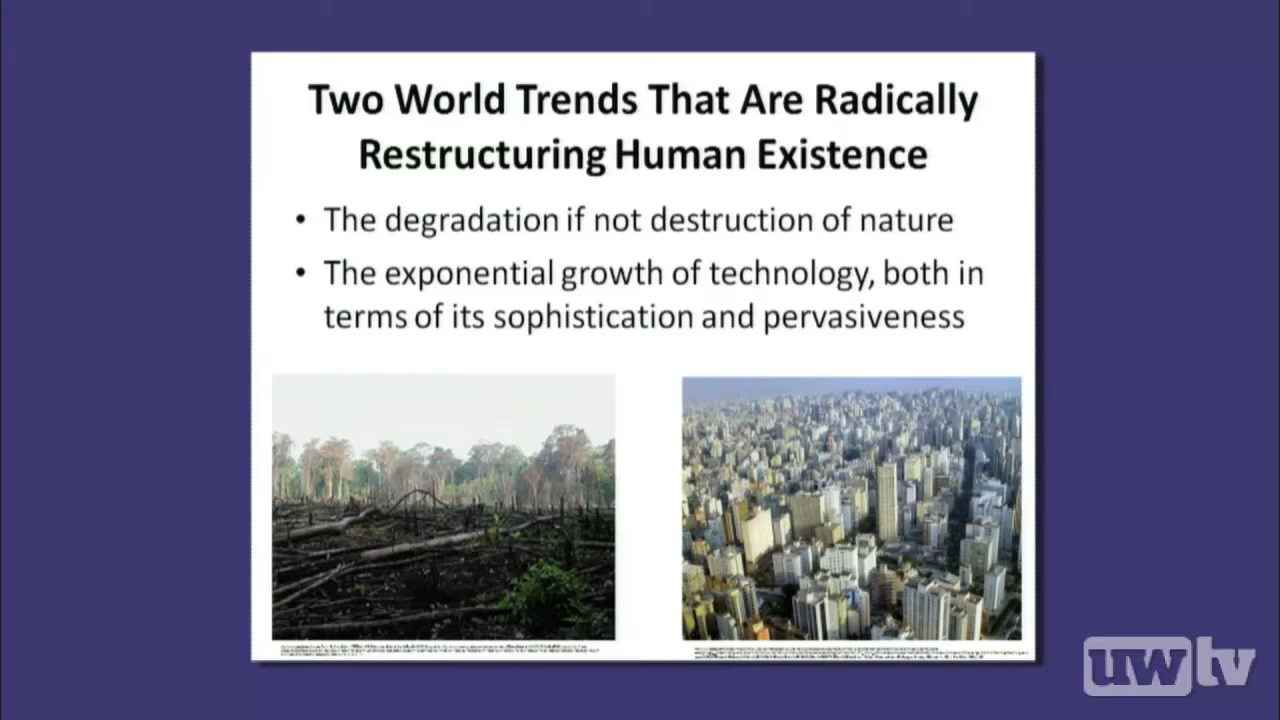 Two World Trends That Are Radically
Restructuring Human Existence
• The degradation if not destruction of nature
• The exponential growth of technology, both in
terms of its sophistication and pervasiveness
uwtv